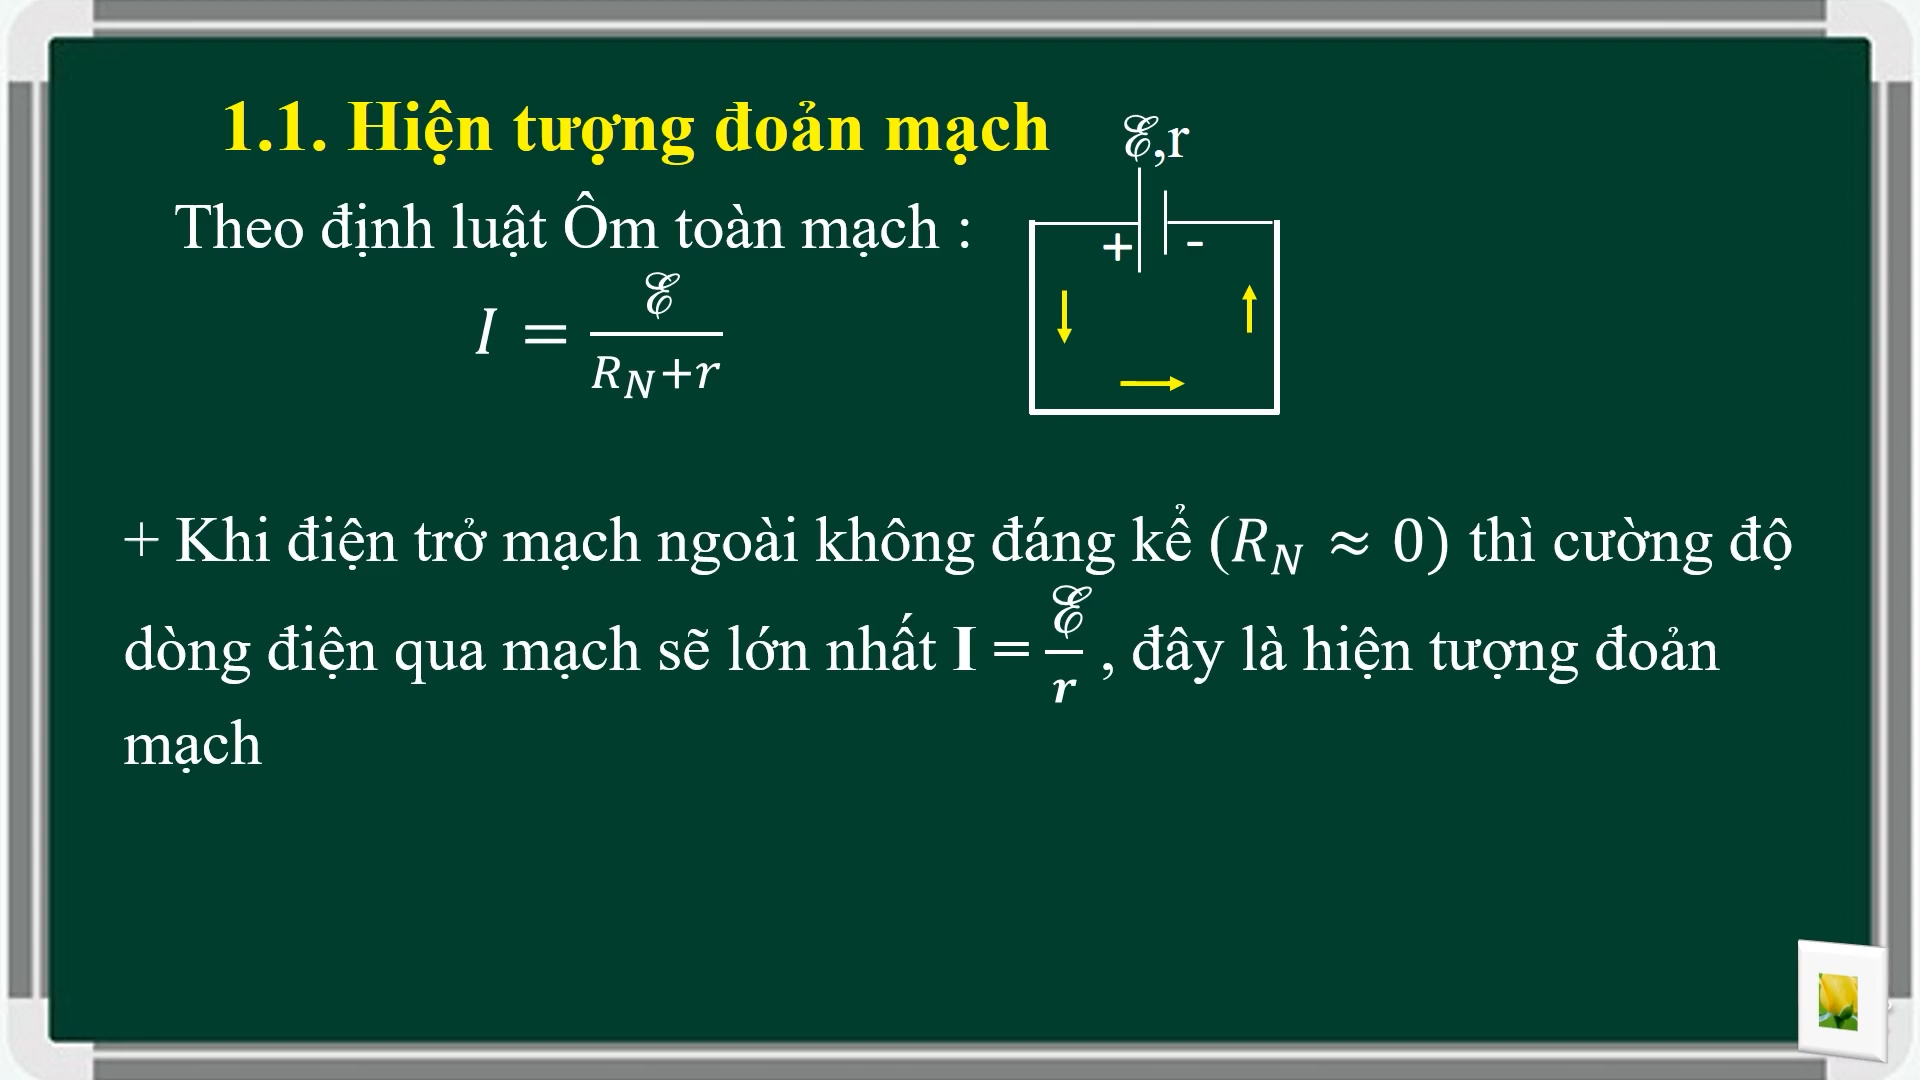 1.1. Hiện tượng đoản mạch
ℰ,r
Theo định luật Ôm toàn mạch :
+ -
I = ℰ / (R_N+r)
+ Khi điện trở mạch ngoài không đáng kể (R_N ≈ 0) thì cường độ
dòng điện qua mạch sẽ lớn nhất I = ℰ/r , đây là hiện tượng đoản
mạch